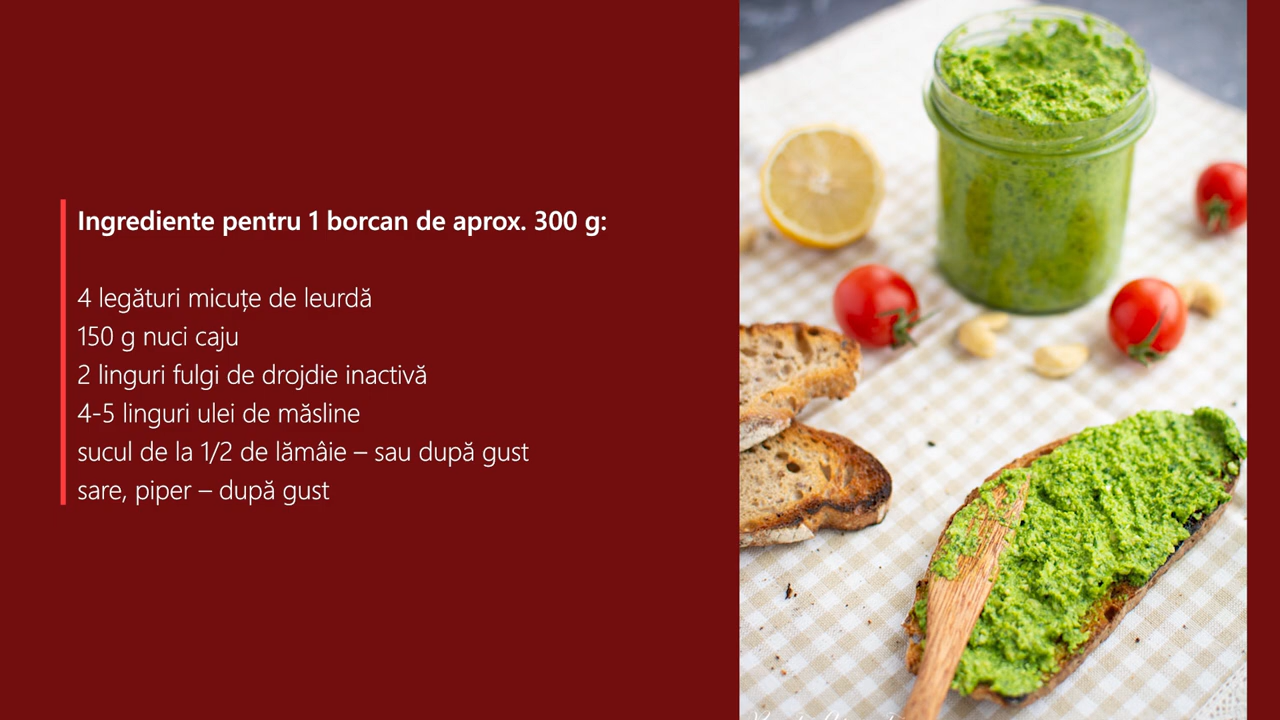 Ingrediente pentru 1 borcan de aprox. 300 g:
4 legături micuțe de leurdă
150 g nuci caju
2 linguri fulgi de drojdie inactivă
4-5 linguri ulei de măsline
sucul de la 1/2 de lămâie – sau după gust
sare, piper – după gust